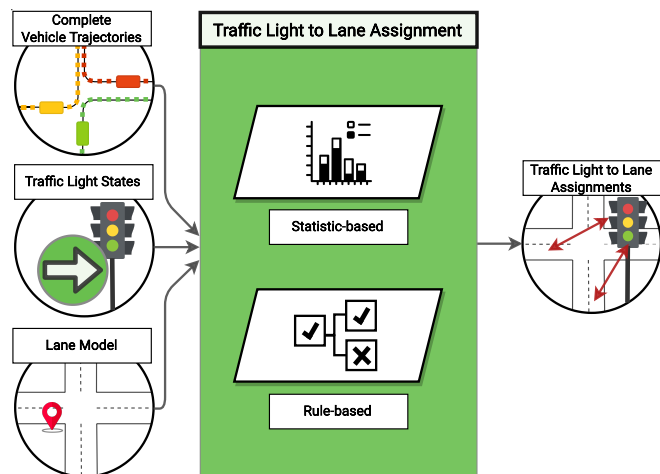 Complete
Vehicle Trajectories
Traffic Light to Lane Assignment
Traffic Light States
Statistic-based
Traffic Light to Lane
Assignments
Lane Model
Rule-based